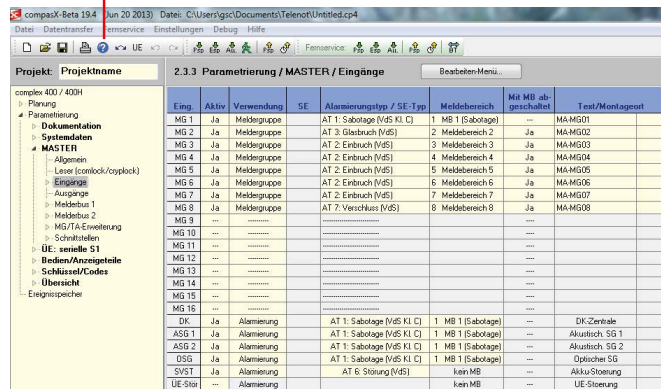 compasX-Beta 19.4 (Jun 20 2013) Datei: C:\Users\gsc\Documents\Telenot\Untitled.cp4
Datei Datentransfer Fernservice Einstellungen Debug Hilfe
UE Fernservice:
Projekt: Projektname
2.3.3 Parametrierung / MASTER / Eingänge
Bearbeiten-Menü...
complex 400 / 400H
Planung
Parametrierung
Dokumentation
Systemdaten
MASTER
Allgemein
Leser (comlock/cryplock)
Eingänge
Ausgänge
Melderbus 1
Melderbus 2
MG/TA-Erweiterung
Schnittstellen
ÜE: serielle S1
Bedien/Anzeigeteile
Schlüssel/Codes
Übersicht
Ereignisspeicher
Eing. Aktiv Verwendung SE Alarmierungstyp / SE-Typ Meldebereich Mit MB ab-geschaltet Text/Montageort
MG 1 Ja Meldergruppe AT 1: Sabotage (VdS Kl. C) 1 MB 1 (Sabotage) --- MA-MG01
MG 2 Ja Meldergruppe AT 3: Glasbruch (VdS) 2 Meldebereich 2 Ja MA-MG02
MG 3 Ja Meldergruppe AT 2: Einbruch (VdS) 3 Meldebereich 3 Ja MA-MG03
MG 4 Ja Meldergruppe AT 2: Einbruch (VdS) 4 Meldebereich 4 Ja MA-MG04
MG 5 Ja Meldergruppe AT 2: Einbruch (VdS) 5 Meldebereich 5 Ja MA-MG05
MG 6 Ja Meldergruppe AT 2: Einbruch (VdS) 6 Meldebereich 6 Ja MA-MG06
MG 7 Ja Meldergruppe AT 2: Einbruch (VdS) 7 Meldebereich 7 Ja MA-MG07
MG 8 Ja Meldergruppe AT 7: Verschluss (VdS) 8 Meldebereich 8 Ja MA-MG08
MG 9 --- ---------- -------------------------- ----
MG 10 --- ---------- -------------------------- ----
MG 11 --- ---------- -------------------------- ----
MG 12 --- ---------- -------------------------- ----
MG 13 --- ---------- -------------------------- ----
MG 14 --- ---------- -------------------------- ----
MG 15 --- ---------- -------------------------- ----
MG 16 --- ---------- -------------------------- ----
DK Ja Alarmierung AT 1: Sabotage (VdS Kl. C) 1 MB 1 (Sabotage) --- DK-Zentrale
ASG 1 Ja Alarmierung AT 1: Sabotage (VdS Kl. C) 1 MB 1 (Sabotage) --- Akustisch. SG 1
ASG 2 Ja Alarmierung AT 1: Sabotage (VdS Kl. C) 1 MB 1 (Sabotage) --- Akustisch. SG 2
OSG Ja Alarmierung AT 1: Sabotage (VdS Kl. C) 1 MB 1 (Sabotage) --- Optischer SG
SVST Ja Alarmierung AT 6: Störung (VdS) kein MB --- Akku-Stoerung
ÜE-Stör --- Alarmierung kein MB --- UE-Stoerung